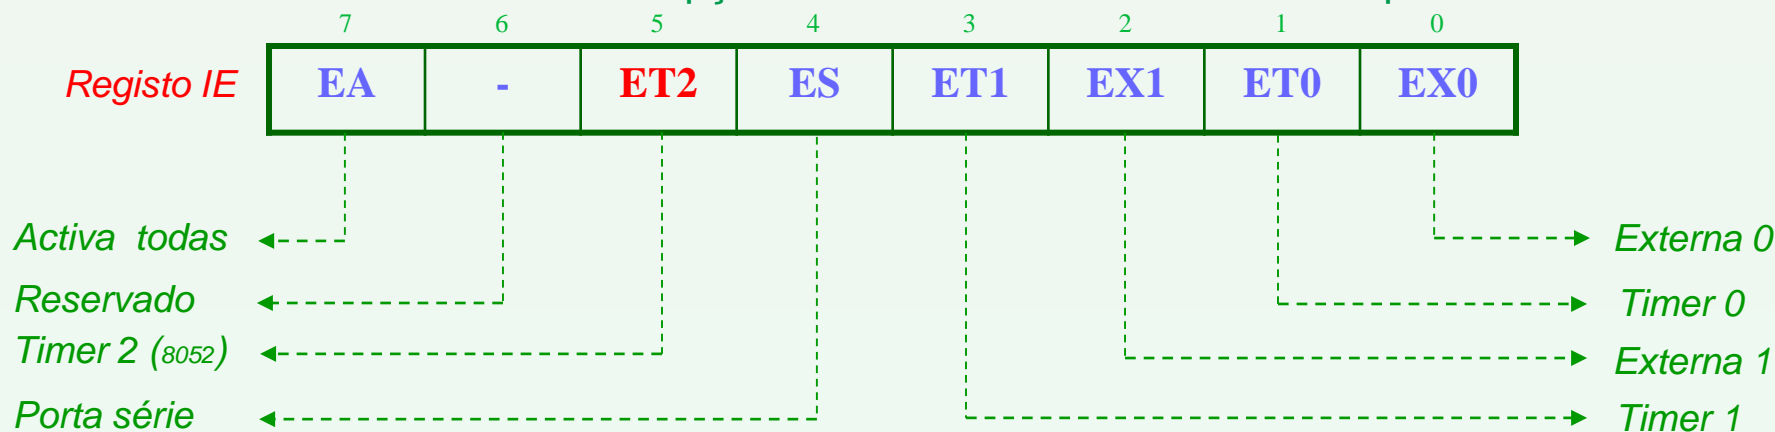 7 6 5 4 3 2 1 0
Registo IE EA - ET2 ES ET1 EX1 ET0 EX0
Activa todas Externa 0
Reservado Timer 0
Timer 2 (8052) Externa 1
Porta série Timer 1